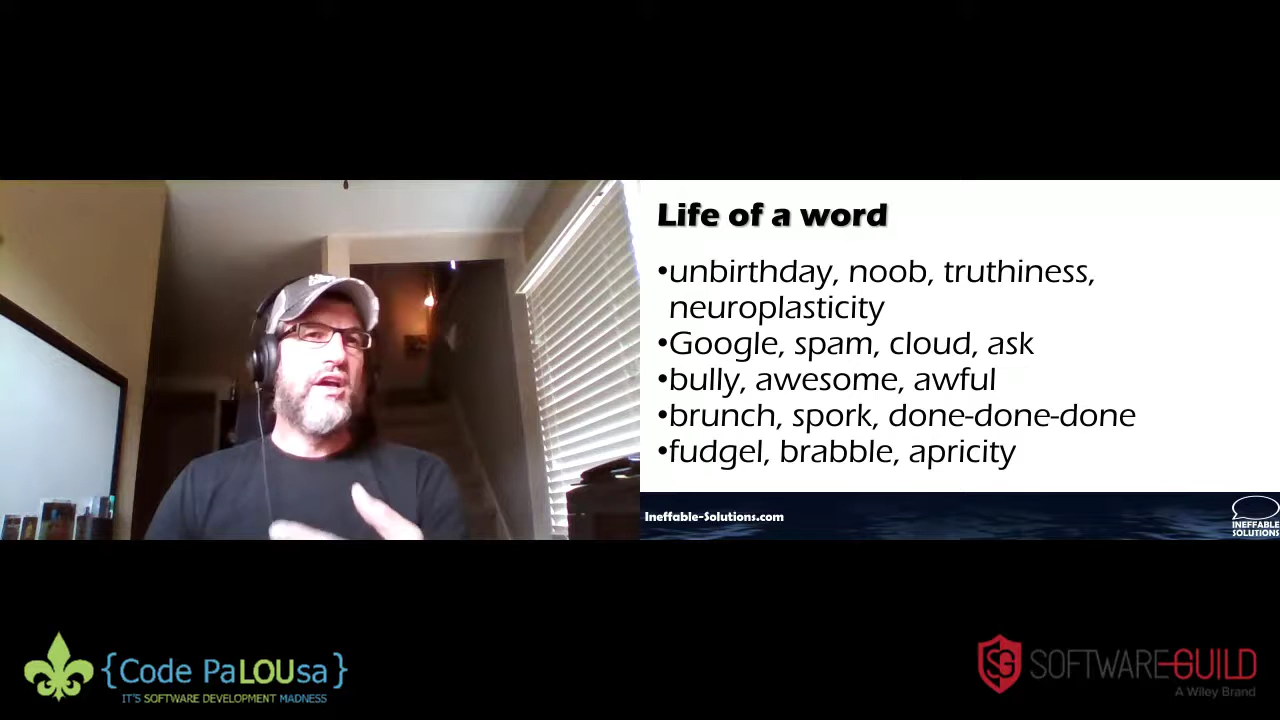 Life of a word
•unbirthday, noob, truthiness,
neuroplasticity
•Google, spam, cloud, ask
•bully, awesome, awful
•brunch, spork, done-done-done
•fudgel, brabble, apricity
Ineffable-Solutions.com
INEFFABLE
SOLUTIONS
{Code PaLOUsa}
IT'S SOFTWARE DEVELOPMENT MADNESS
SG SOFTWARE GUILD
A Wiley Brand